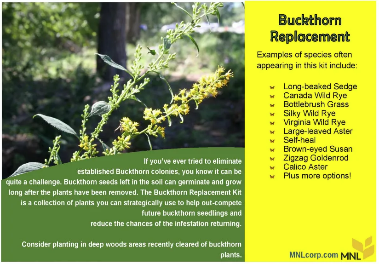 Buckthorn
Replacement
Examples of species often
appearing in this kit include:
Long-beaked Sedge
Canada Wild Rye
Bottlebrush Grass
Silky Wild Rye
Virginia Wild Rye
Large-leaved Aster
Self-heal
Brown-eyed Susan
Zigzag Goldenrod
Calico Aster
Plus more options!
If you've ever tried to eliminate
established Buckthorn colonies, you know it can be
quite a challenge. Buckthorn seeds left in the soil can germinate and grow
long after the plants have been removed. The Buckthorn Replacement Kit
is a collection of plants you can strategically use to help out-compete
future buckthorn seedlings and
reduce the chances of the infestation returning.
Consider planting in deep woods areas recently cleared of buckthorn
plants.
MNLcorp.com
MNL